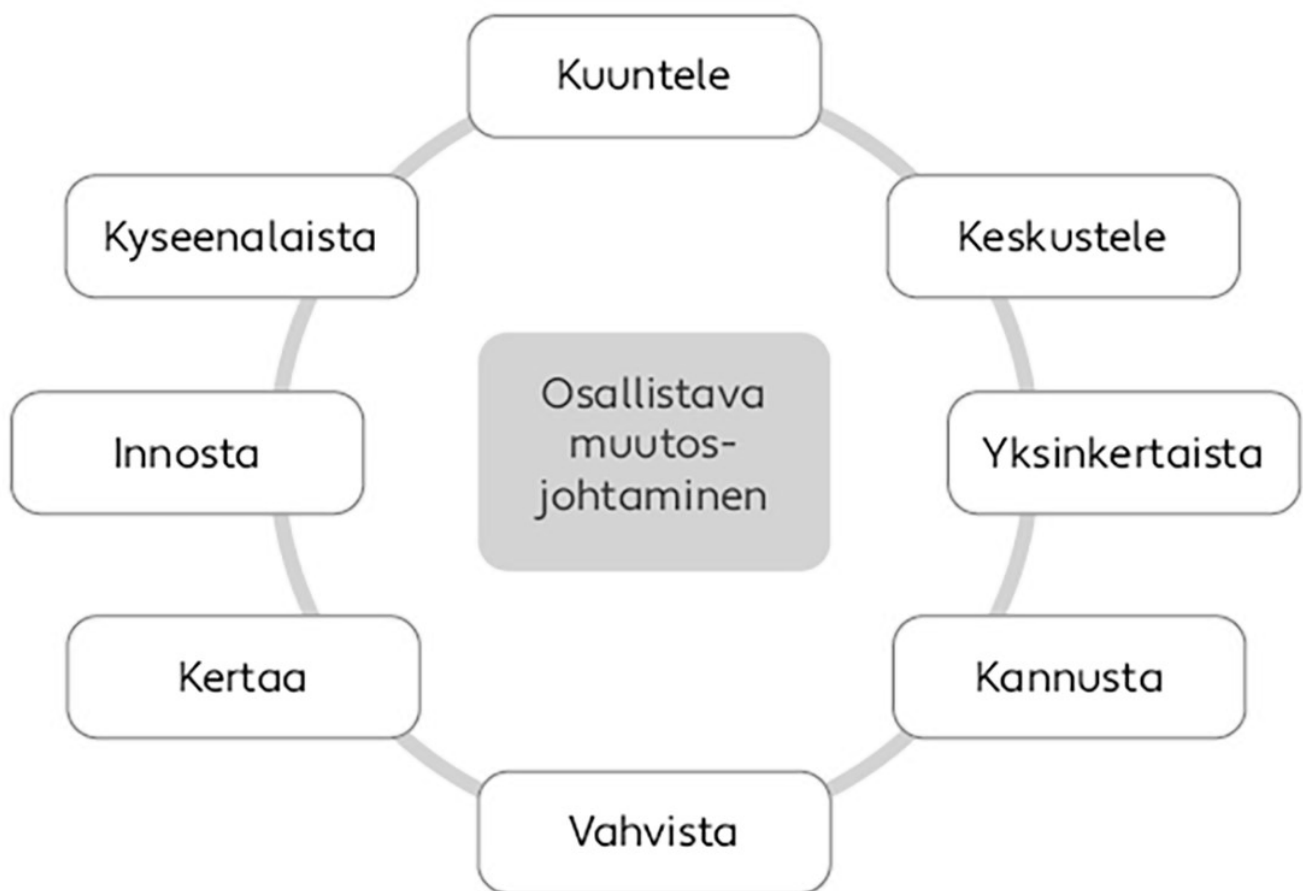 Kuuntele
Keskustele
Yksinkertaista
Kannusta
Vahvista
Kertaa
Innosta
Kyseenalaista
Osallistava
muutos-
johtaminen